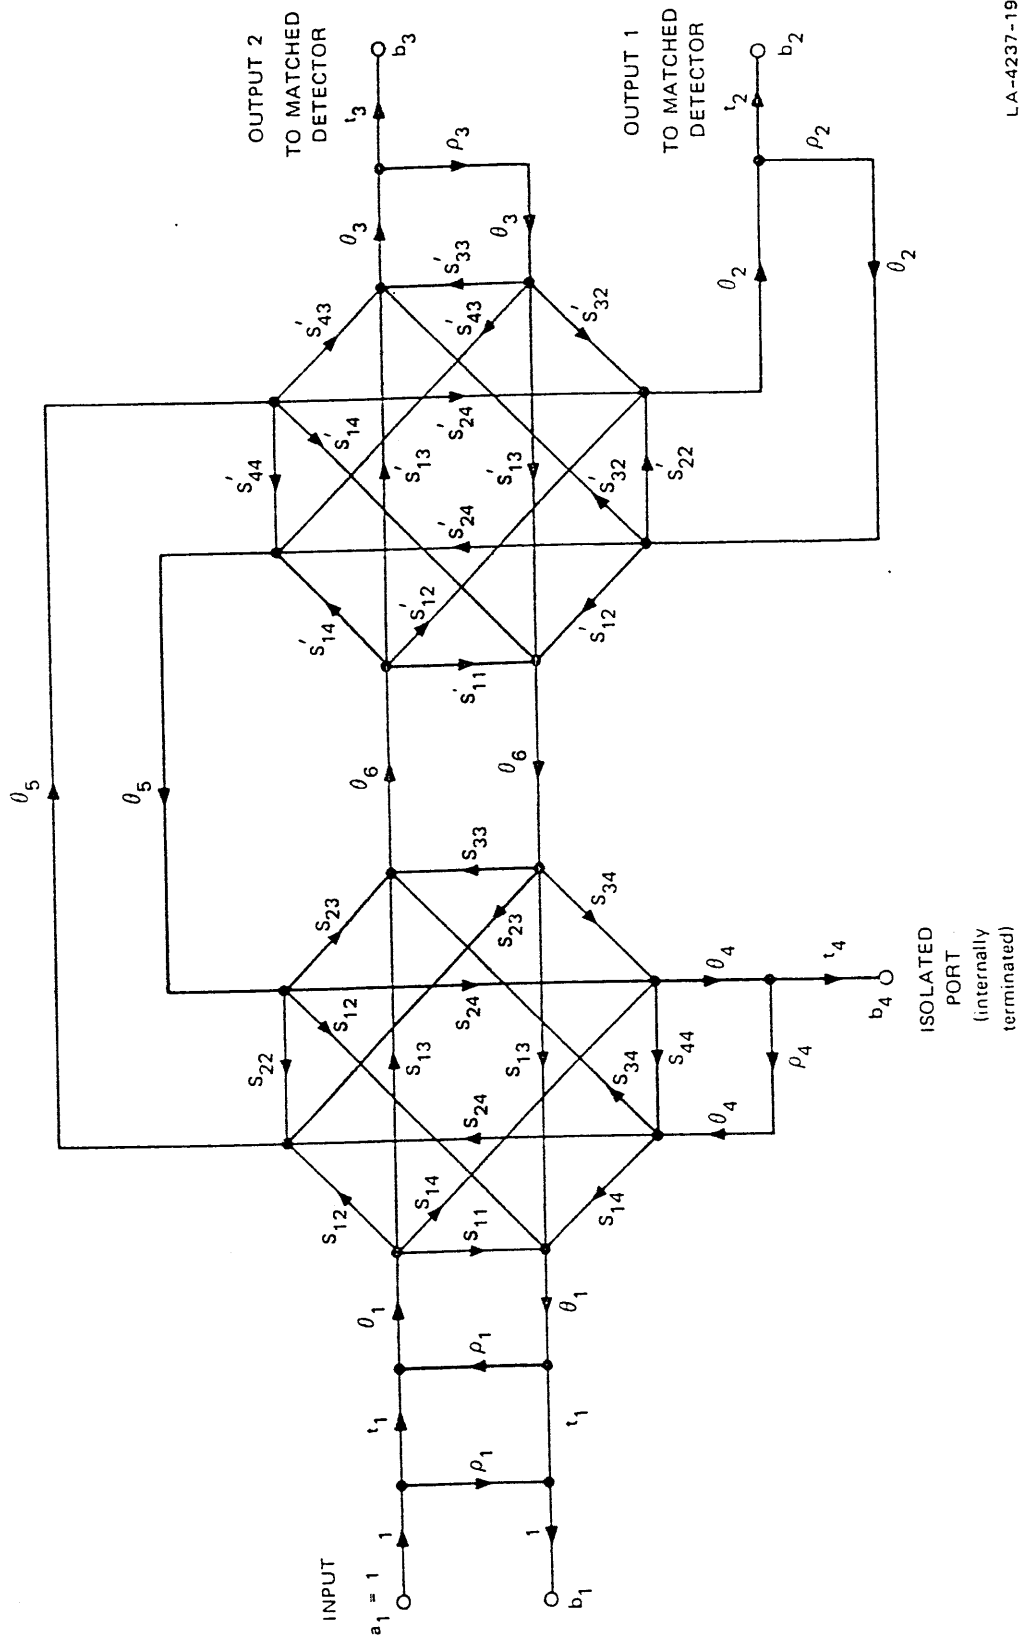 INPUT
a1 = 1
1
ρ1
t1
ρ1
θ1
b1
1
t1
θ1
s12
s14
s11
s13
s24
s22
s12
s24
s13
s14
s34
s44
s23
s23
s33
s34
θ4
ρ4
θ4
t4
b4
ISOLATED
PORT
(internally
terminated)
θ5
θ5
θ6
θ6
s'14
s'12
s'11
s'13
s'24
s'44
s'14
s'24
s'13
s'12
s'32
s'22
s'43
s'43
s'33
s'32
θ3
θ3
ρ3
t3
b3
OUTPUT 2
TO MATCHED
DETECTOR
θ2
θ2
ρ2
t2
b2
OUTPUT 1
TO MATCHED
DETECTOR
LA-4237-19